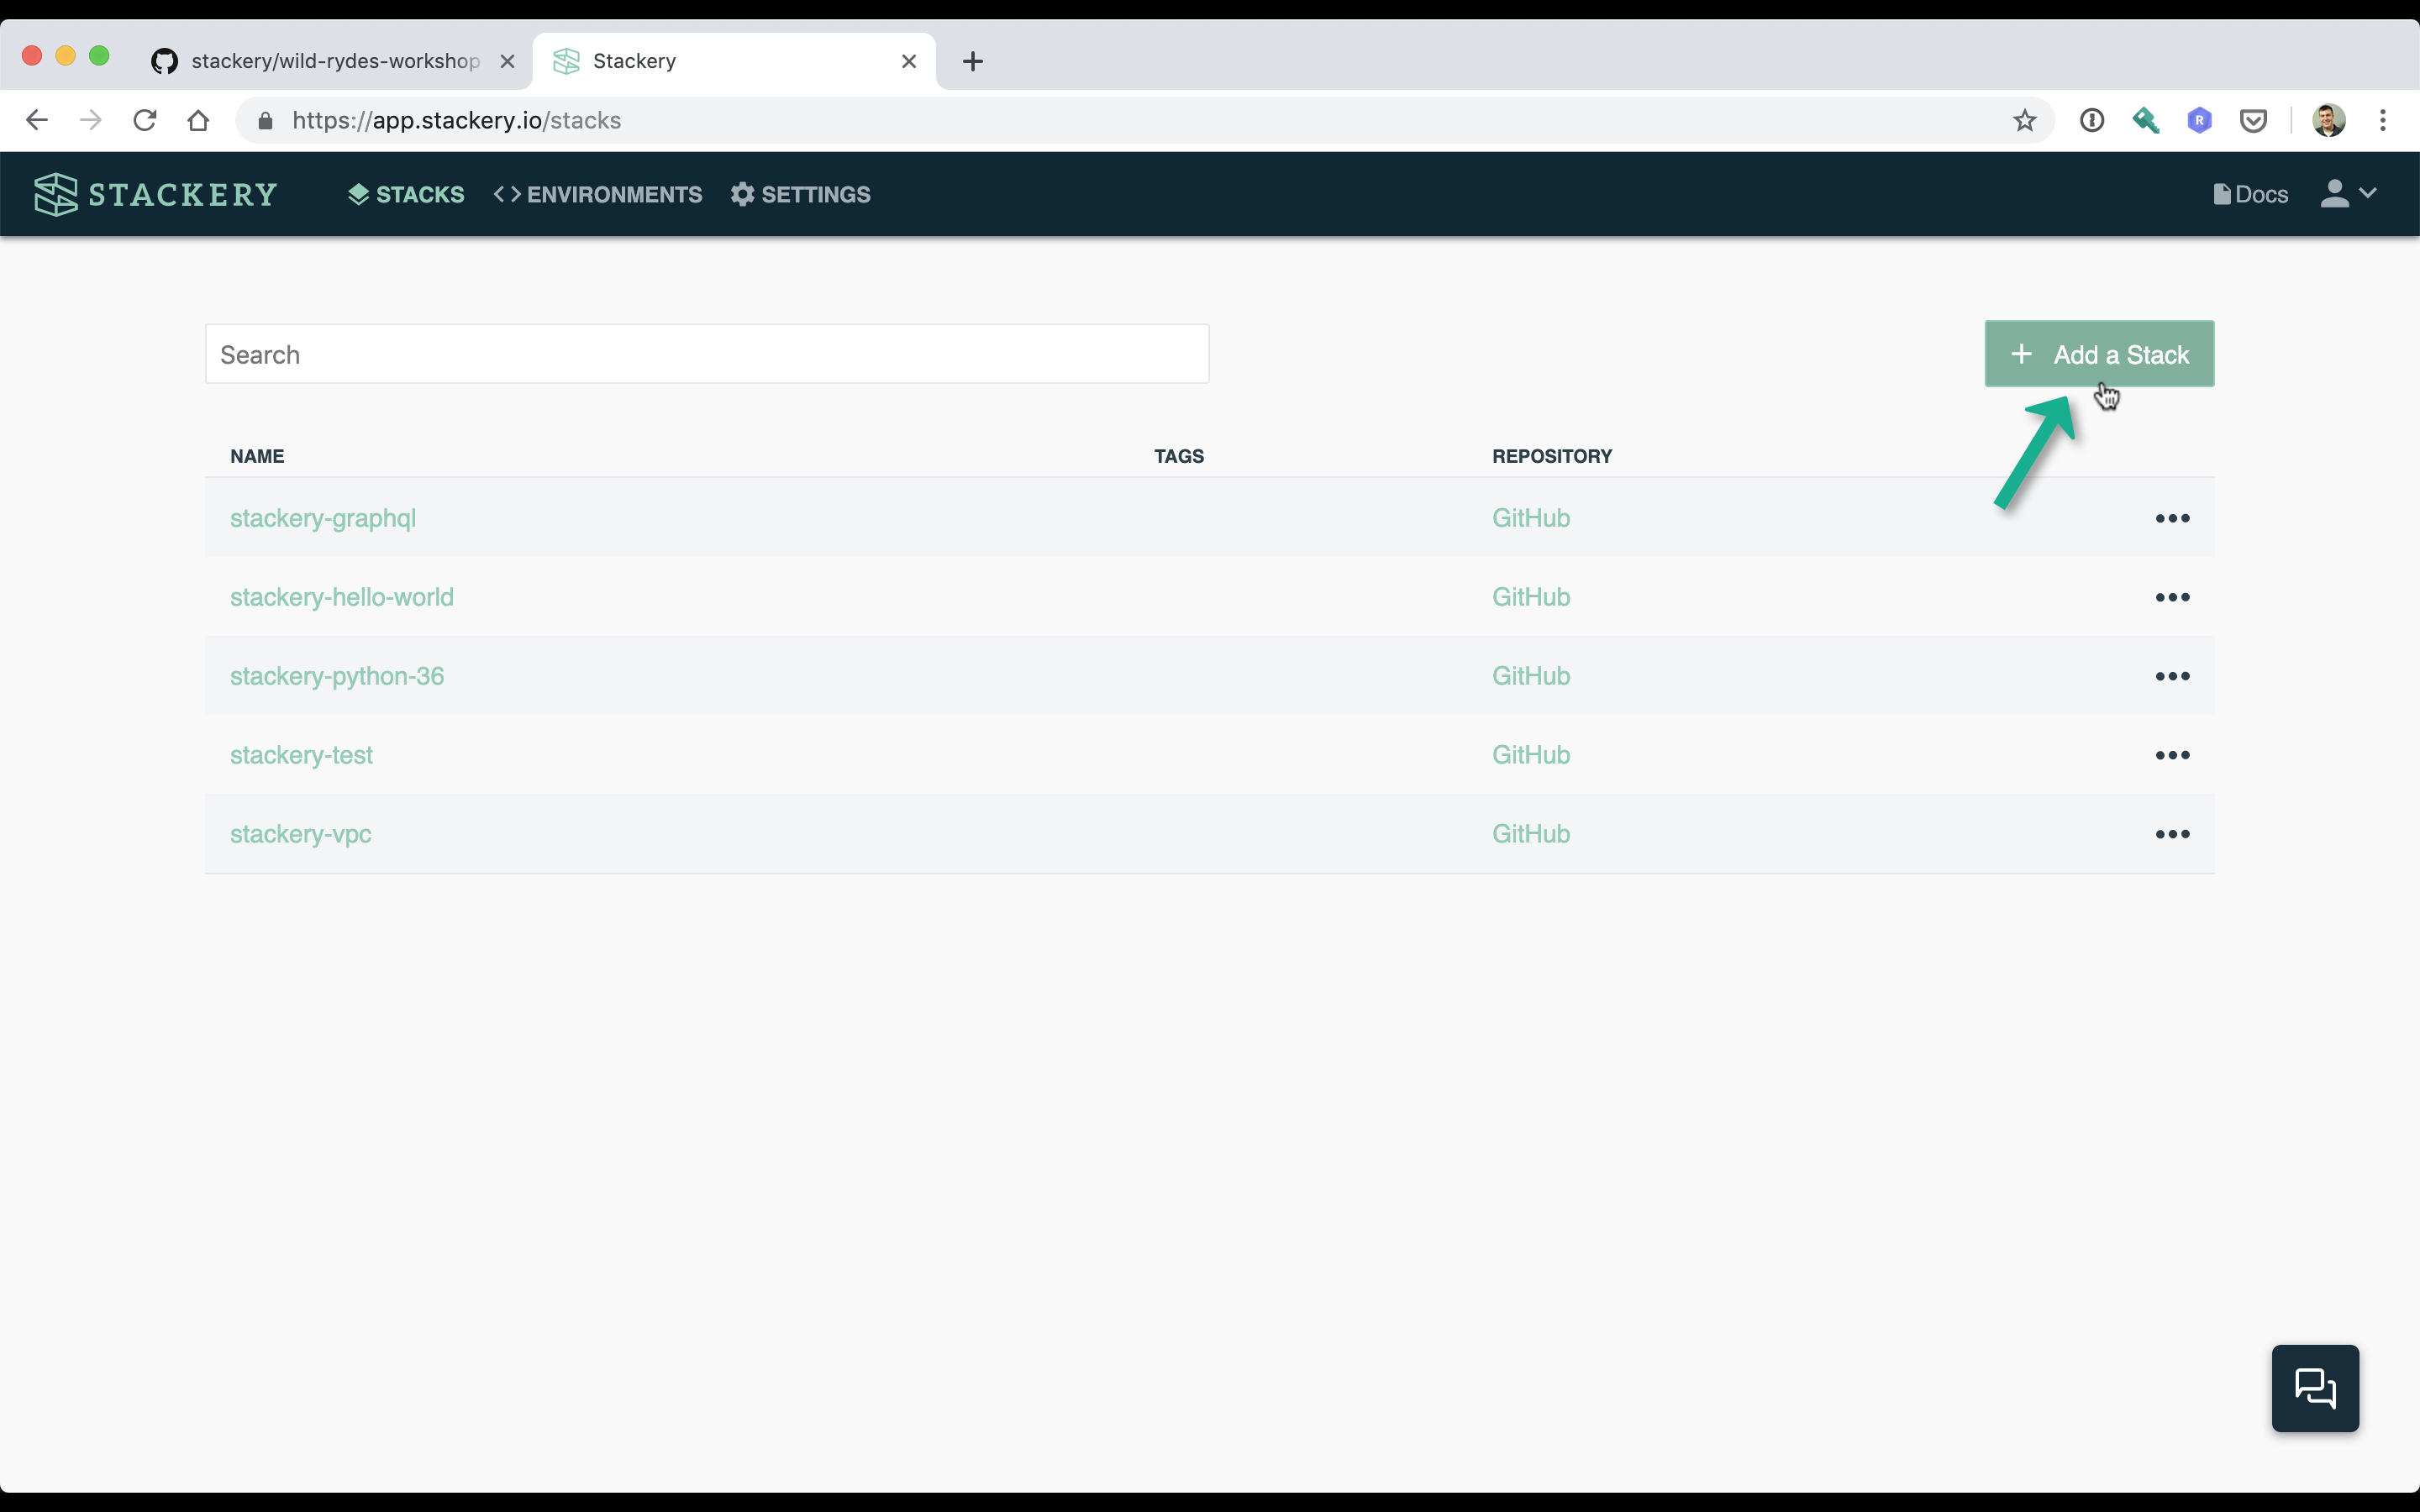 stackery/wild-rydes-workshop
Stackery
https://app.stackery.io/stacks
R
STACKERY
STACKS
ENVIRONMENTS
SETTINGS
Docs
Search
+ Add a Stack
NAME TAGS REPOSITORY
stackery-graphql GitHub
stackery-hello-world GitHub
stackery-python-36 GitHub
stackery-test GitHub
stackery-vpc GitHub